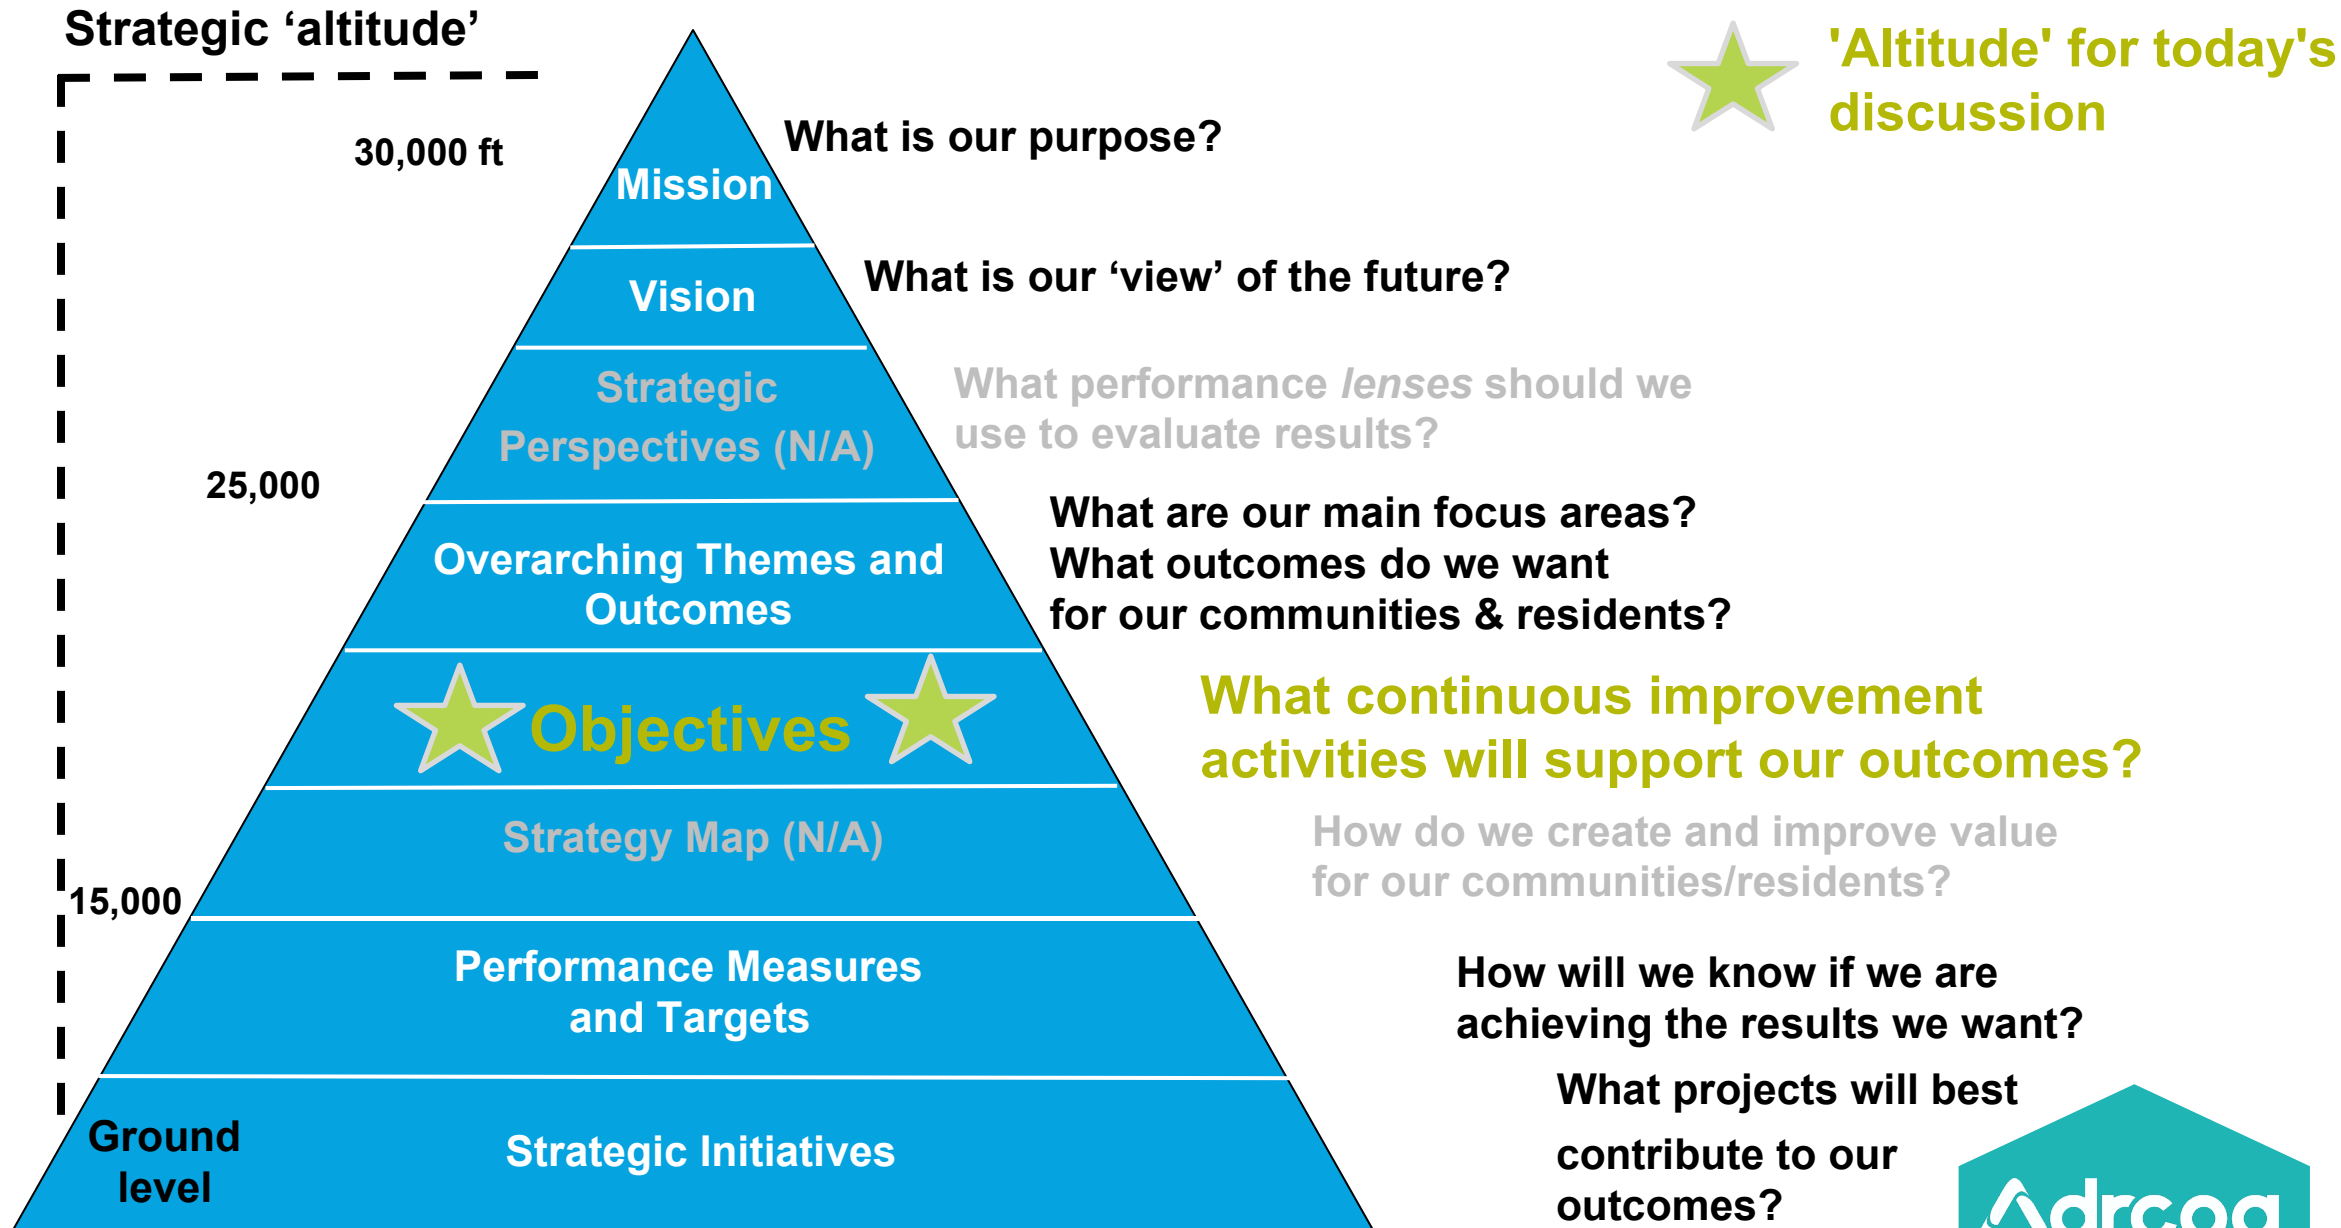 Strategic ‘altitude’
'Altitude' for today's
discussion
30,000 ft
What is our purpose?
Mission
What is our ‘view’ of the future?
Vision
Strategic
Perspectives (N/A)
What performance lenses should we
use to evaluate results?
25,000
What are our main focus areas?
What outcomes do we want
for our communities & residents?
Overarching Themes and
Outcomes
Objectives
What continuous improvement
activities will support our outcomes?
Strategy Map (N/A)
How do we create and improve value
for our communities/residents?
15,000
Performance Measures
and Targets
How will we know if we are
achieving the results we want?
Ground
level
Strategic Initiatives
What projects will best
contribute to our
outcomes?
drcog